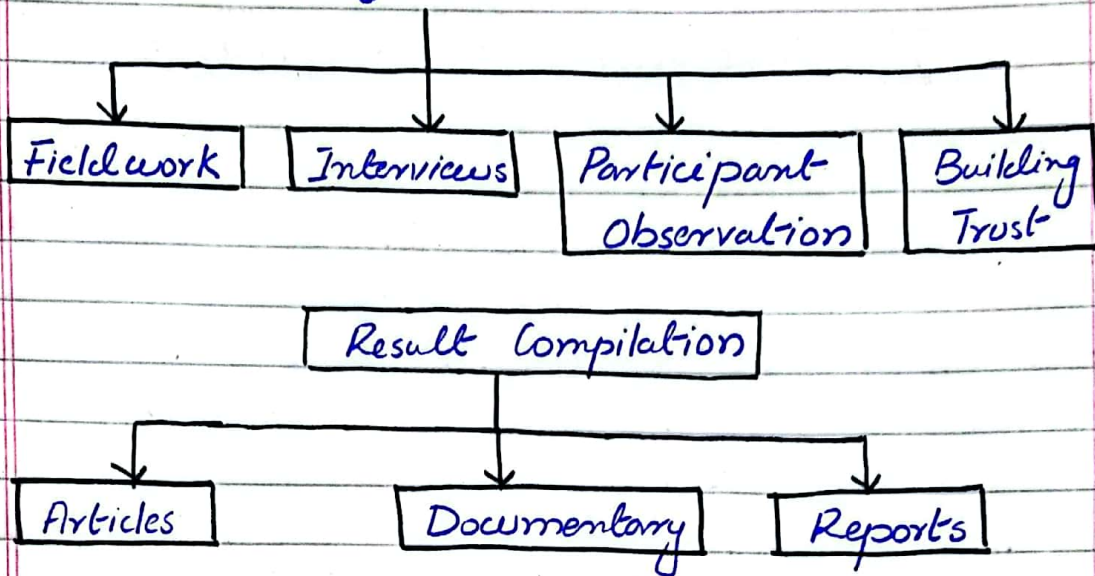 Fieldwork
Interviews
Participant
Observation
Building
Trust
Result Compilation
Articles
Documentary
Reports